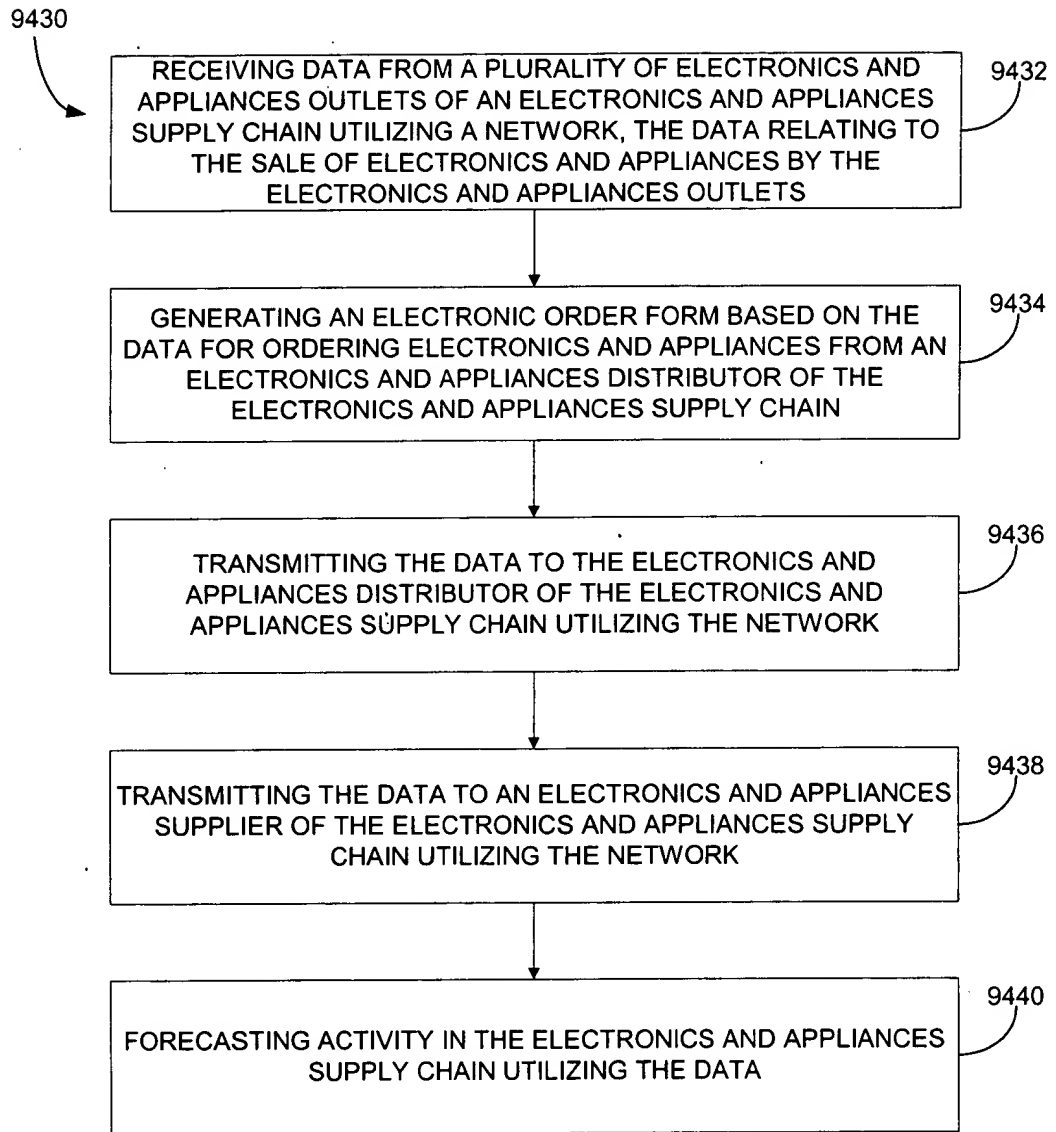 9430
RECEIVING DATA FROM A PLURALITY OF ELECTRONICS AND
APPLIANCES OUTLETS OF AN ELECTRONICS AND APPLIANCES
SUPPLY CHAIN UTILIZING A NETWORK, THE DATA RELATING TO
THE SALE OF ELECTRONICS AND APPLIANCES BY THE
ELECTRONICS AND APPLIANCES OUTLETS
9432
GENERATING AN ELECTRONIC ORDER FORM BASED ON THE
DATA FOR ORDERING ELECTRONICS AND APPLIANCES FROM AN
ELECTRONICS AND APPLIANCES DISTRIBUTOR OF THE
ELECTRONICS AND APPLIANCES SUPPLY CHAIN
9434
TRANSMITTING THE DATA TO THE ELECTRONICS AND
APPLIANCES DISTRIBUTOR OF THE ELECTRONICS AND
APPLIANCES SUPPLY CHAIN UTILIZING THE NETWORK
9436
TRANSMITTING THE DATA TO AN ELECTRONICS AND APPLIANCES
SUPPLIER OF THE ELECTRONICS AND APPLIANCES SUPPLY
CHAIN UTILIZING THE NETWORK
9438
FORECASTING ACTIVITY IN THE ELECTRONICS AND APPLIANCES
SUPPLY CHAIN UTILIZING THE DATA
9440